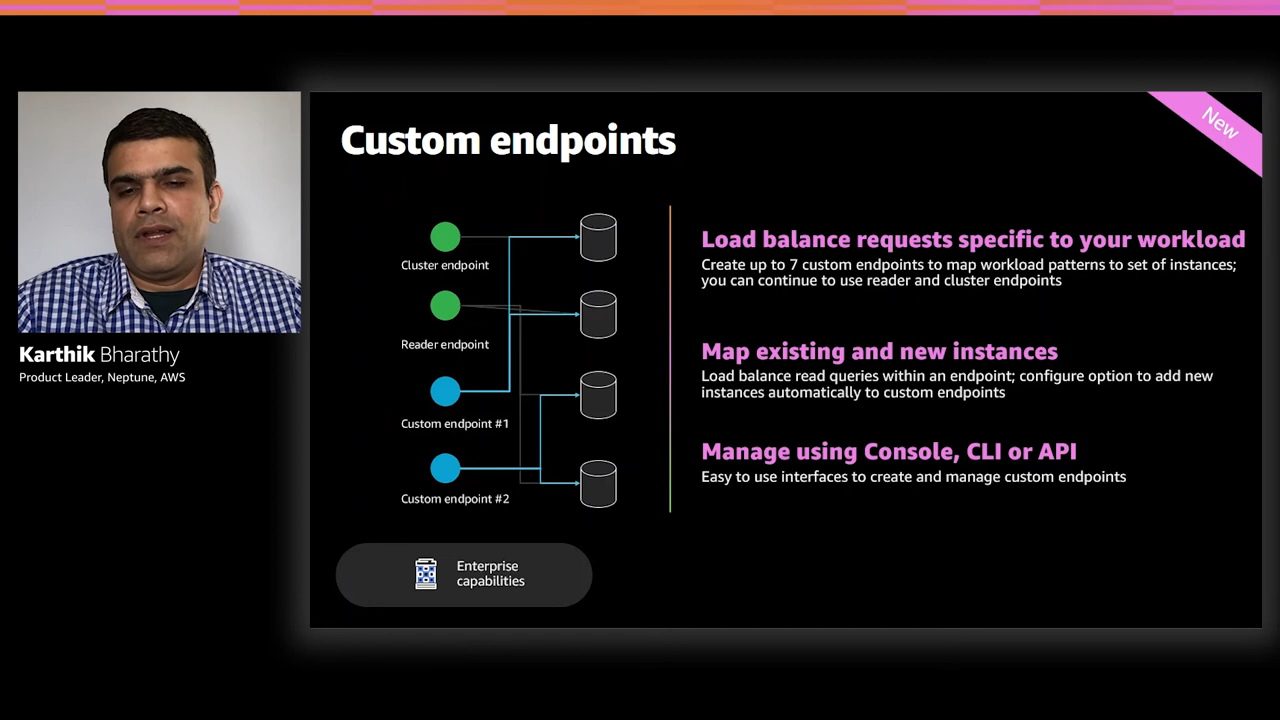 Custom endpoints
New
Cluster endpoint
Reader endpoint
Custom endpoint #1
Custom endpoint #2
Enterprise
capabilities
Load balance requests specific to your workload
Create up to 7 custom endpoints to map workload patterns to set of instances;
you can continue to use reader and cluster endpoints
Map existing and new instances
Load balance read queries within an endpoint; configure option to add new
instances automatically to custom endpoints
Manage using Console, CLI or API
Easy to use interfaces to create and manage custom endpoints
Karthik Bharathy
Product Leader, Neptune, AWS